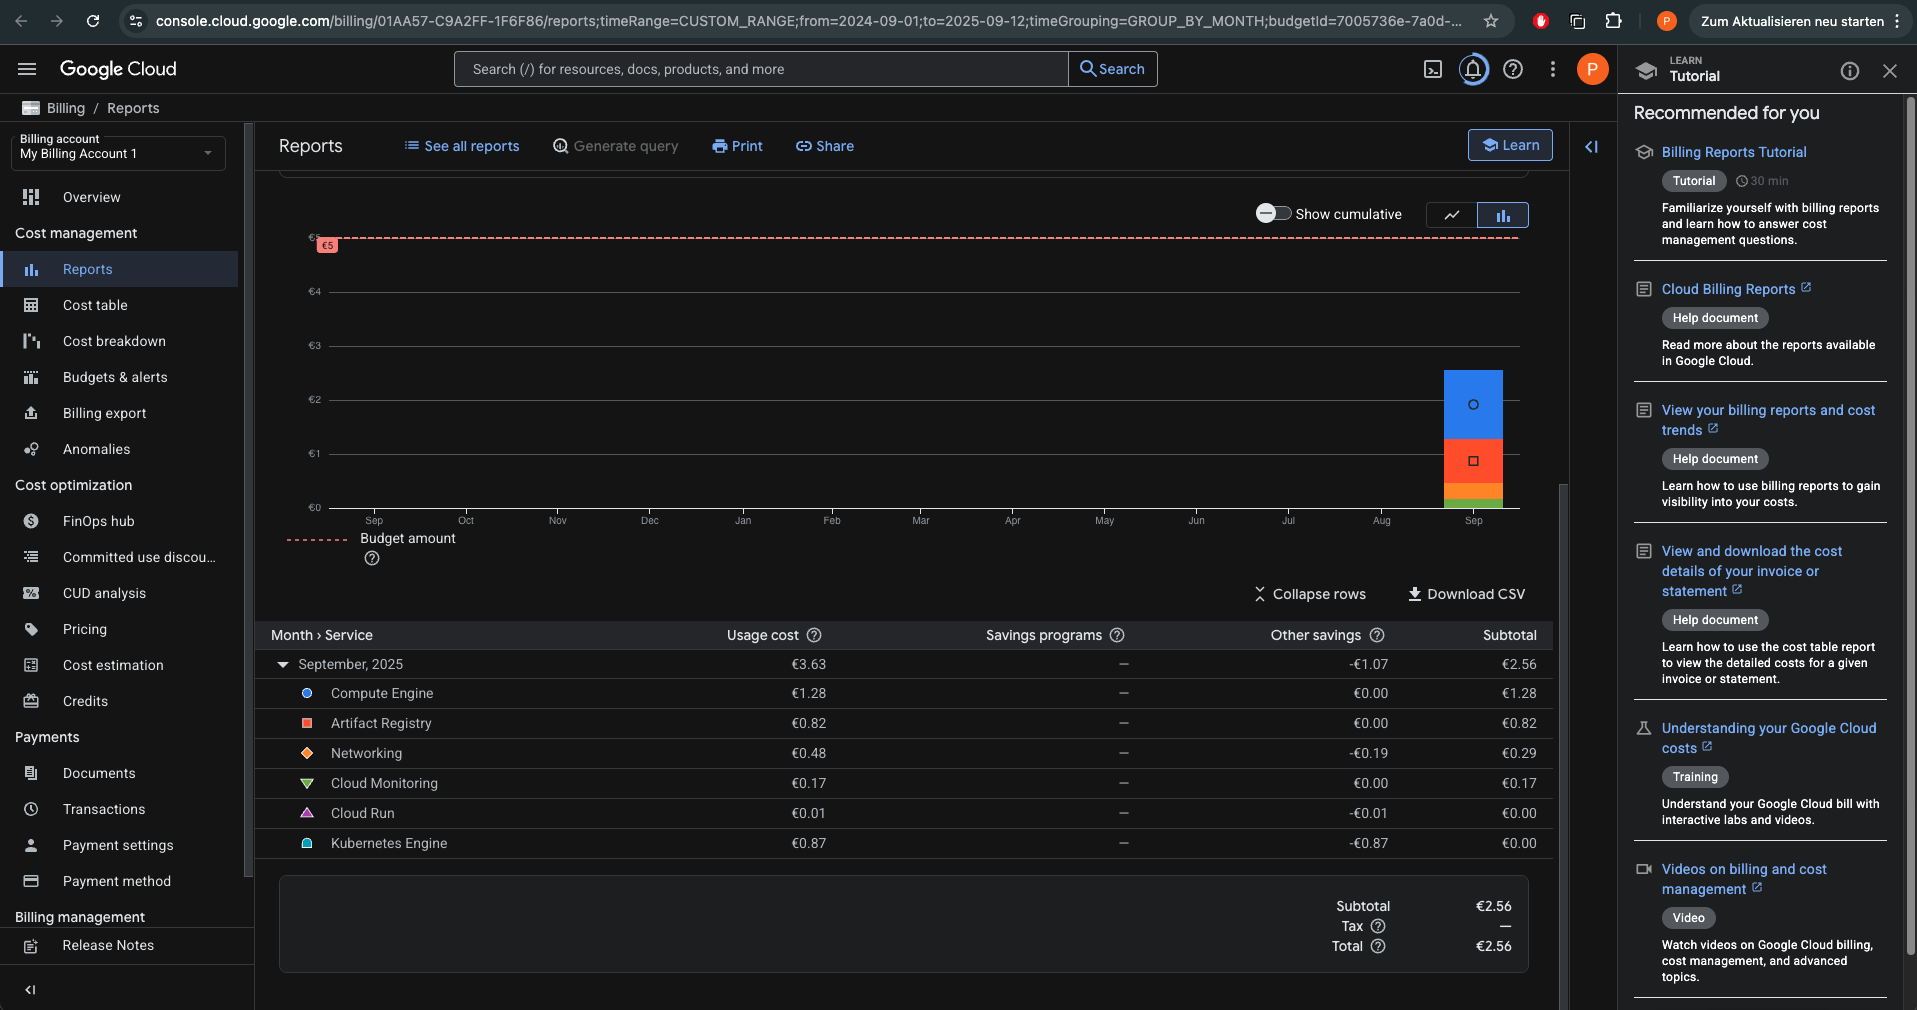 console.cloud.google.com/billing/01AA57-C9A2FF-1F6F86/reports;timeRange=CUSTOM_RANGE;from=2024-09-01;to=2025-09-12;timeGrouping=GROUP_BY_MONTH;budgetId=7005736e-7a0d-...
P
Zum Aktualisieren neu starten
Google Cloud
Search (/) for resources, docs, products, and more
Search
P
LEARN
Tutorial
Billing / Reports
Billing account
My Billing Account 1
Overview
Cost management
Reports
Cost table
Cost breakdown
Budgets & alerts
Billing export
Anomalies
Cost optimization
FinOps hub
Committed use discou...
CUD analysis
Pricing
Cost estimation
Credits
Payments
Documents
Transactions
Payment settings
Payment method
Billing management
Release Notes
Reports
See all reports
Generate query
Print
Share
Learn
Show cumulative
€5
€5
€4
€3
€2
€1
€0
Sep Oct Nov Dec Jan Feb Mar Apr May Jun Jul Aug Sep
Budget amount
Collapse rows
Download CSV
Month › Service Usage cost Savings programs Other savings Subtotal
September, 2025 €3.63 — -€1.07 €2.56
Compute Engine €1.28 — €0.00 €1.28
Artifact Registry €0.82 — €0.00 €0.82
Networking €0.48 — -€0.19 €0.29
Cloud Monitoring €0.17 — €0.00 €0.17
Cloud Run €0.01 — -€0.01 €0.00
Kubernetes Engine €0.87 — -€0.87 €0.00
Subtotal €2.56
Tax —
Total €2.56
Recommended for you
Billing Reports Tutorial
Tutorial 30 min
Familiarize yourself with billing reports
and learn how to answer cost
management questions.
Cloud Billing Reports
Help document
Read more about the reports available
in Google Cloud.
View your billing reports and cost
trends
Help document
Learn how to use billing reports to gain
visibility into your costs.
View and download the cost
details of your invoice or
statement
Help document
Learn how to use the cost table report
to view the detailed costs for a given
invoice or statement.
Understanding your Google Cloud
costs
Training
Understand your Google Cloud bill with
interactive labs and videos.
Videos on billing and cost
management
Video
Watch videos on Google Cloud billing,
cost management, and advanced
topics.